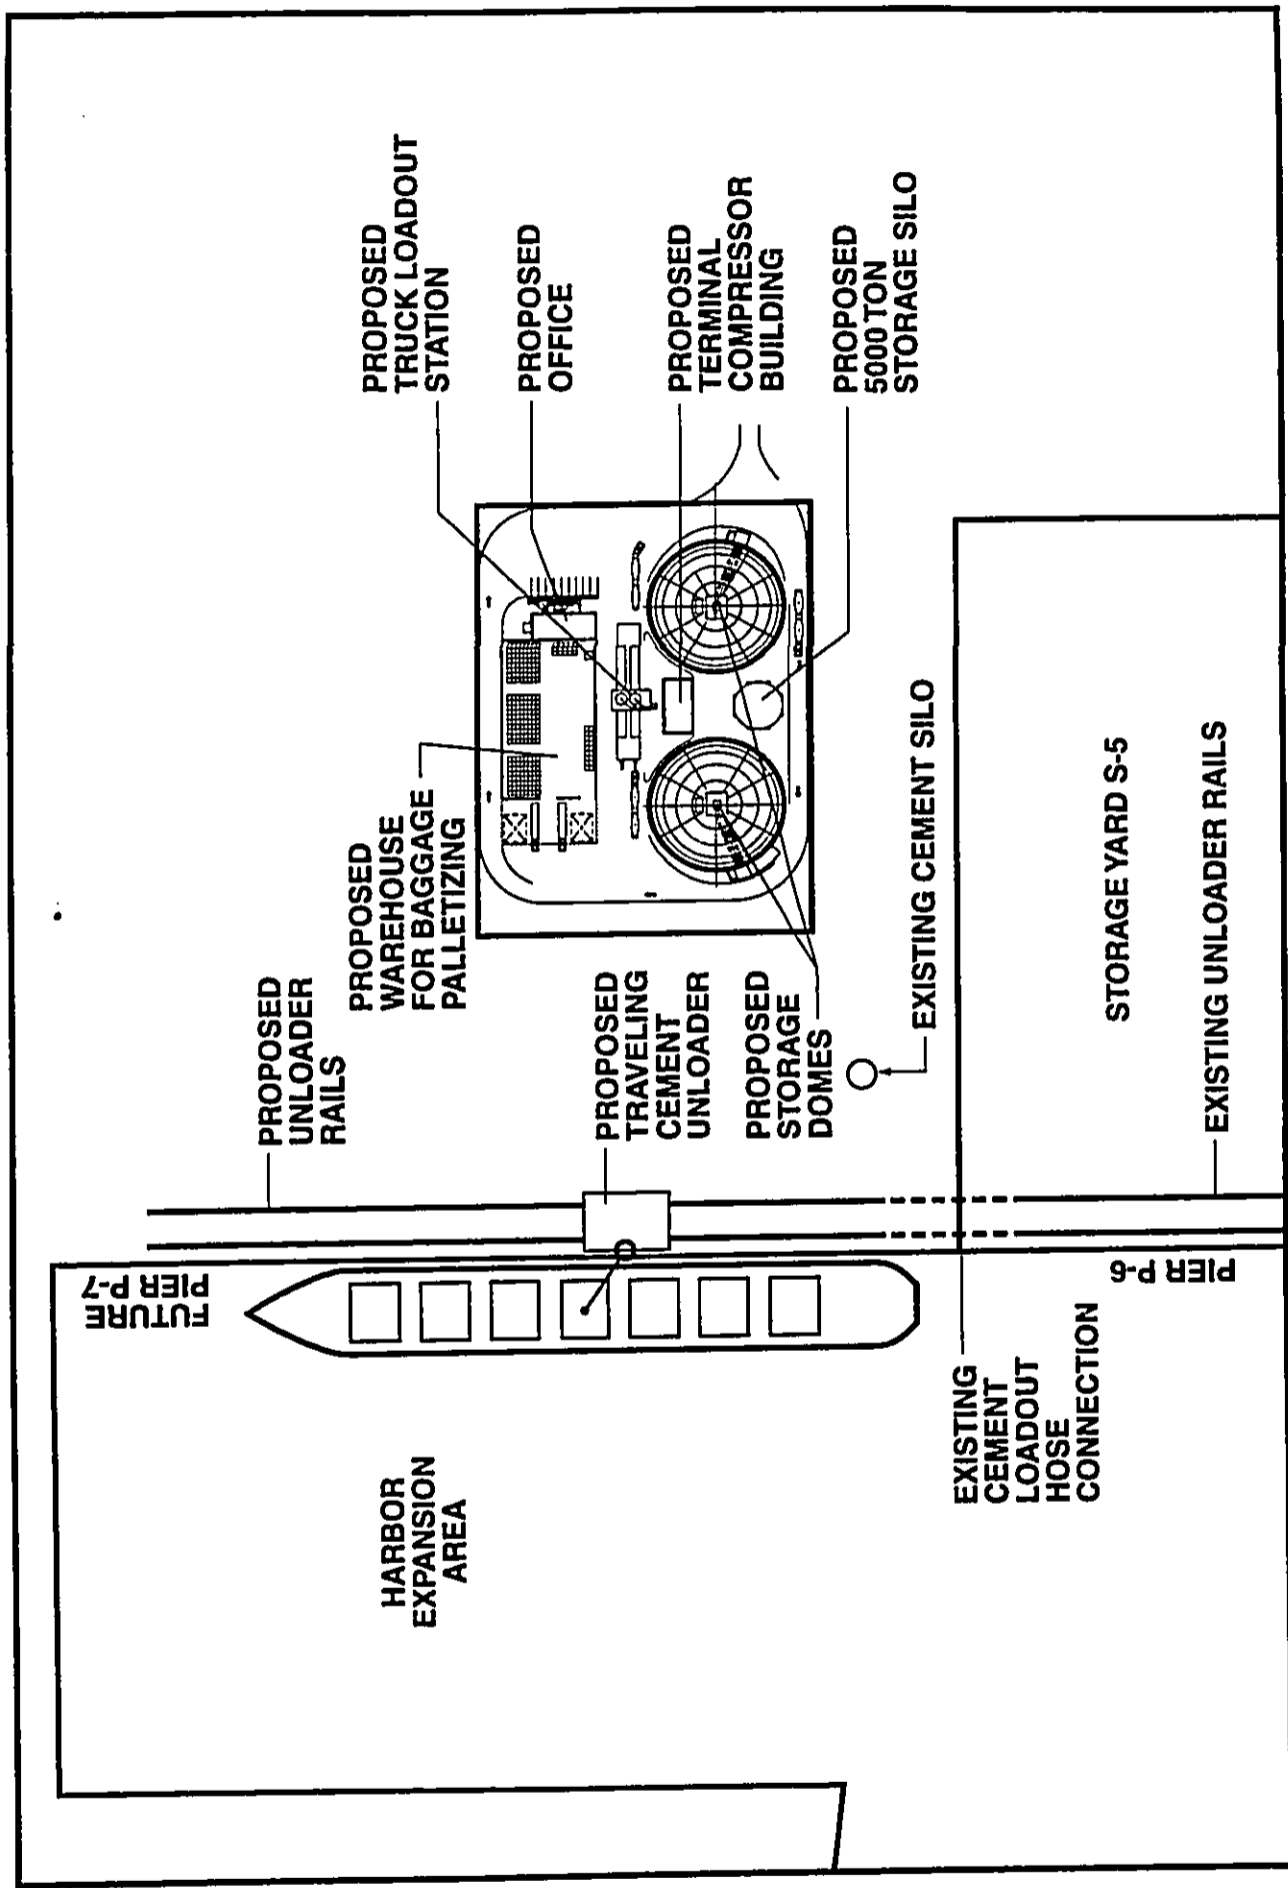 FUTURE
PIER P-7
HARBOR
EXPANSION
AREA
PROPOSED
UNLOADER
RAILS
PROPOSED
WAREHOUSE
FOR BAGGAGE
PALLETIZING
PROPOSED
TRUCK LOADOUT
STATION
PROPOSED
OFFICE
PROPOSED
TERMINAL
COMPRESSOR
BUILDING
PROPOSED
5000 TON
STORAGE SILO
PROPOSED
TRAVELING
CEMENT
UNLOADER
PROPOSED
STORAGE
DOMES
EXISTING CEMENT SILO
EXISTING
CEMENT
LOADOUT
HOSE
CONNECTION
STORAGE YARD S-5
PIER P-6
EXISTING UNLOADER RAILS